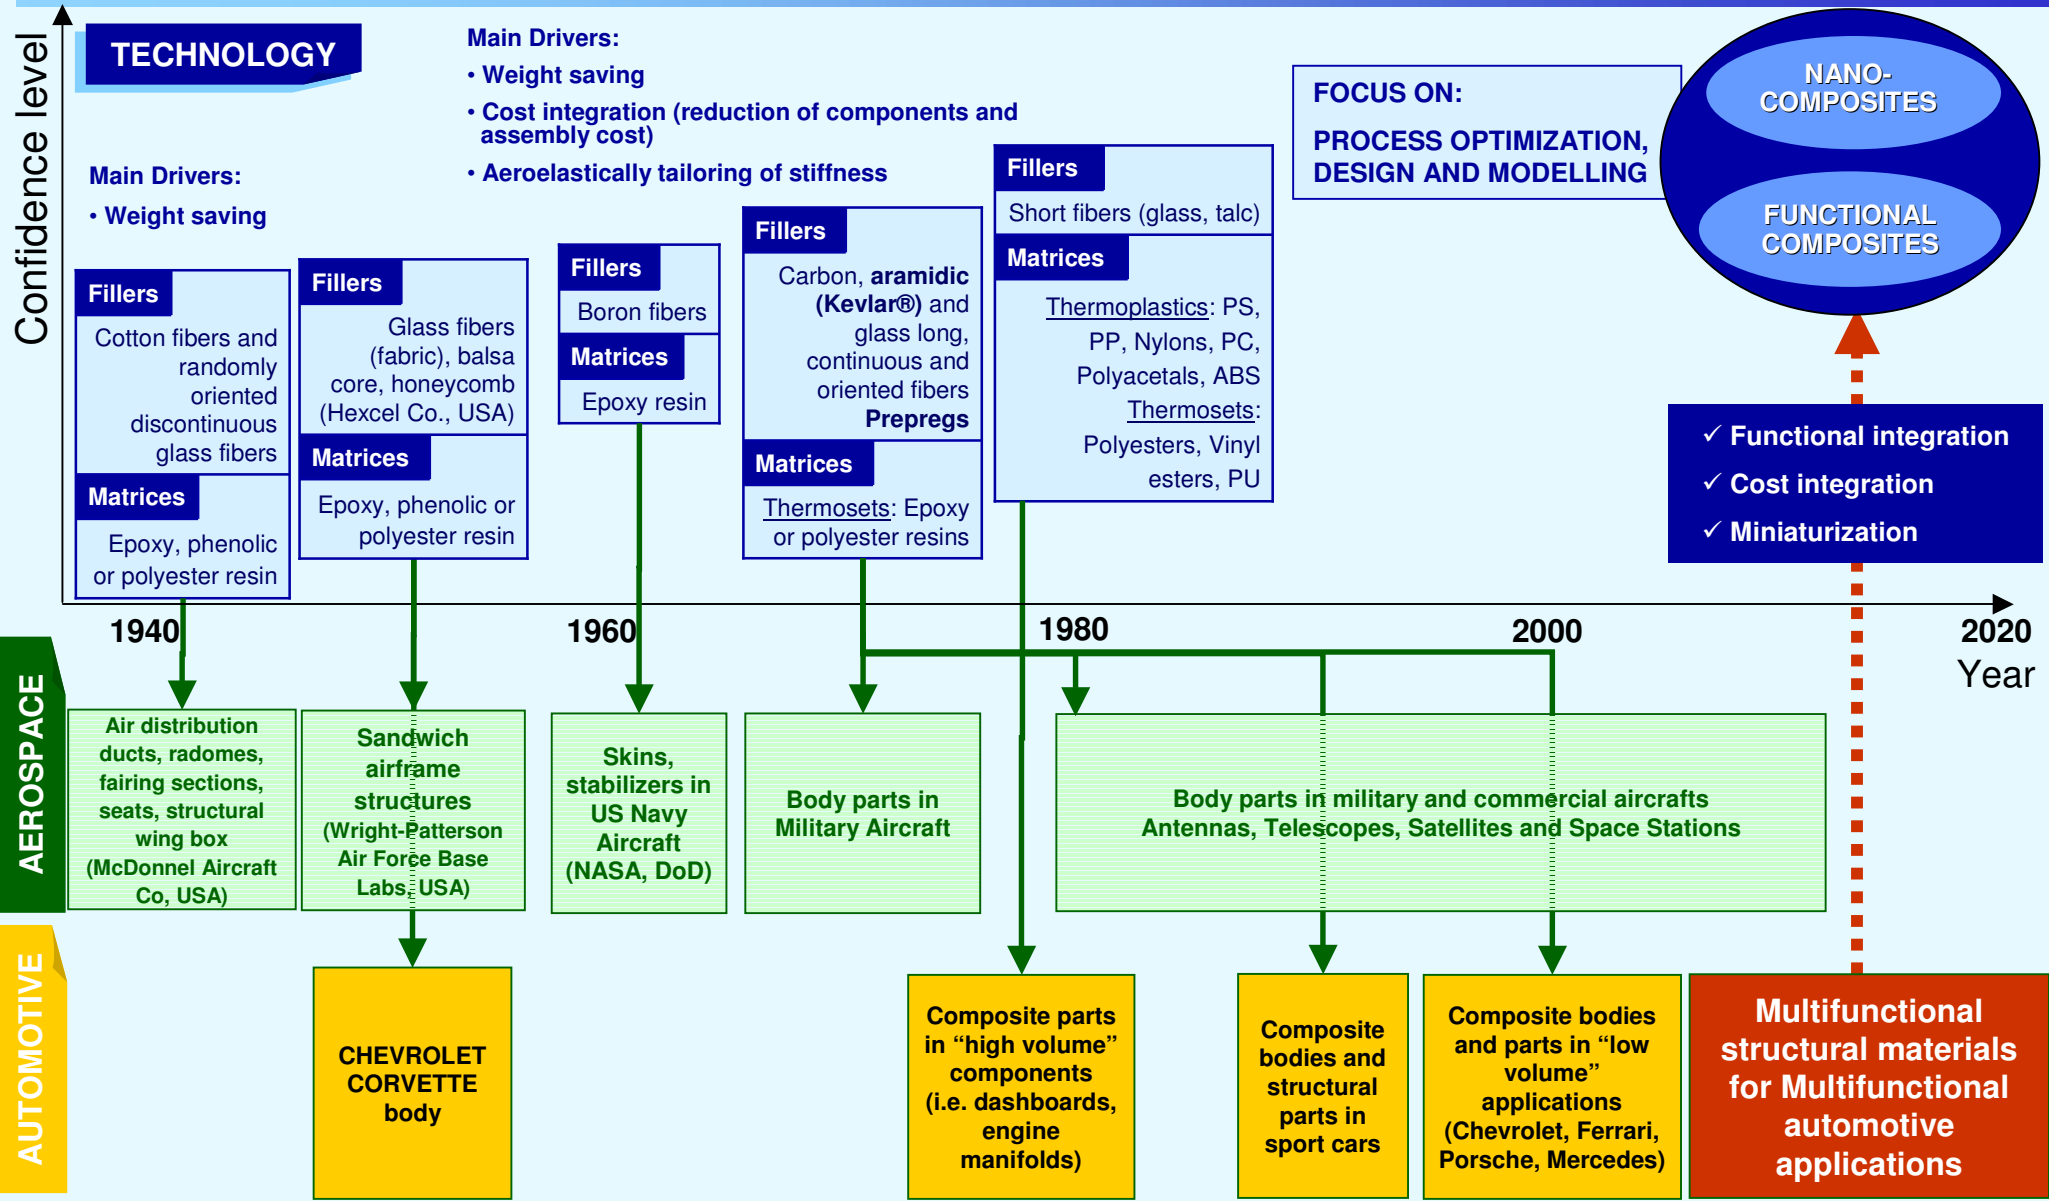 Confidence level
TECHNOLOGY
Main Drivers:
• Weight saving
Main Drivers:
• Weight saving
• Cost integration (reduction of components and
assembly cost)
• Aeroelastically tailoring of stiffness
FOCUS ON:
PROCESS OPTIMIZATION,
DESIGN AND MODELLING
NANO-
COMPOSITES
FUNCTIONAL
COMPOSITES
Fillers
Cotton fibers and
randomly
oriented
discontinuous
glass fibers
Matrices
Epoxy, phenolic
or polyester resin
Fillers
Glass fibers
(fabric), balsa
core, honeycomb
(Hexcel Co., USA)
Matrices
Epoxy, phenolic or
polyester resin
Fillers
Boron fibers
Matrices
Epoxy resin
Fillers
Carbon, aramidic
(Kevlar®) and
glass long,
continuous and
oriented fibers
Prepregs
Matrices
Thermosets: Epoxy
or polyester resins
Fillers
Short fibers (glass, talc)
Matrices
Thermoplastics: PS,
PP, Nylons, PC,
Polyacetals, ABS
Thermosets:
Polyesters, Vinyl
esters, PU
✓ Functional integration
✓ Cost integration
✓ Miniaturization
1940
1960
1980
2000
2020
Year
AEROSPACE
Air distribution
ducts, radomes,
fairing sections,
seats, structural
wing box
(McDonnel Aircraft
Co, USA)
Sandwich
airframe
structures
(Wright-Patterson
Air Force Base
Labs, USA)
Skins,
stabilizers in
US Navy
Aircraft
(NASA, DoD)
Body parts in
Military Aircraft
Body parts in military and commercial aircrafts
Antennas, Telescopes, Satellites and Space Stations
AUTOMOTIVE
CHEVROLET
CORVETTE
body
Composite parts
in “high volume”
components
(i.e. dashboards,
engine
manifolds)
Composite
bodies and
structural
parts in
sport cars
Composite bodies
and parts in “low
volume”
applications
(Chevrolet, Ferrari,
Porsche, Mercedes)
Multifunctional
structural materials
for Multifunctional
automotive
applications